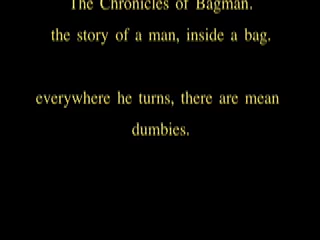 The Chronicles of Bagman.
the story of a man, inside a bag.
everywhere he turns, there are mean
dumbies.